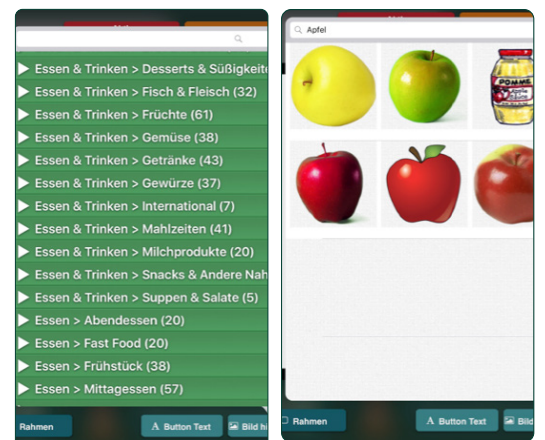 Essen & Trinken > Desserts & Süßigkeite
Essen & Trinken > Fisch & Fleisch (32)
Essen & Trinken > Früchte (61)
Essen & Trinken > Gemüse (38)
Essen & Trinken > Getränke (43)
Essen & Trinken > Gewürze (37)
Essen & Trinken > International (7)
Essen & Trinken > Mahlzeiten (41)
Essen & Trinken > Milchprodukte (20)
Essen & Trinken > Snacks & Andere Nah
Essen & Trinken > Suppen & Salate (5)
Essen > Abendessen (20)
Essen > Fast Food (20)
Essen > Frühstück (38)
Essen > Mittagessen (57)
Rahmen
A Button Text
Bild hi
Apfel
POMME
Apple
Rahmen
A Button Text
Bild